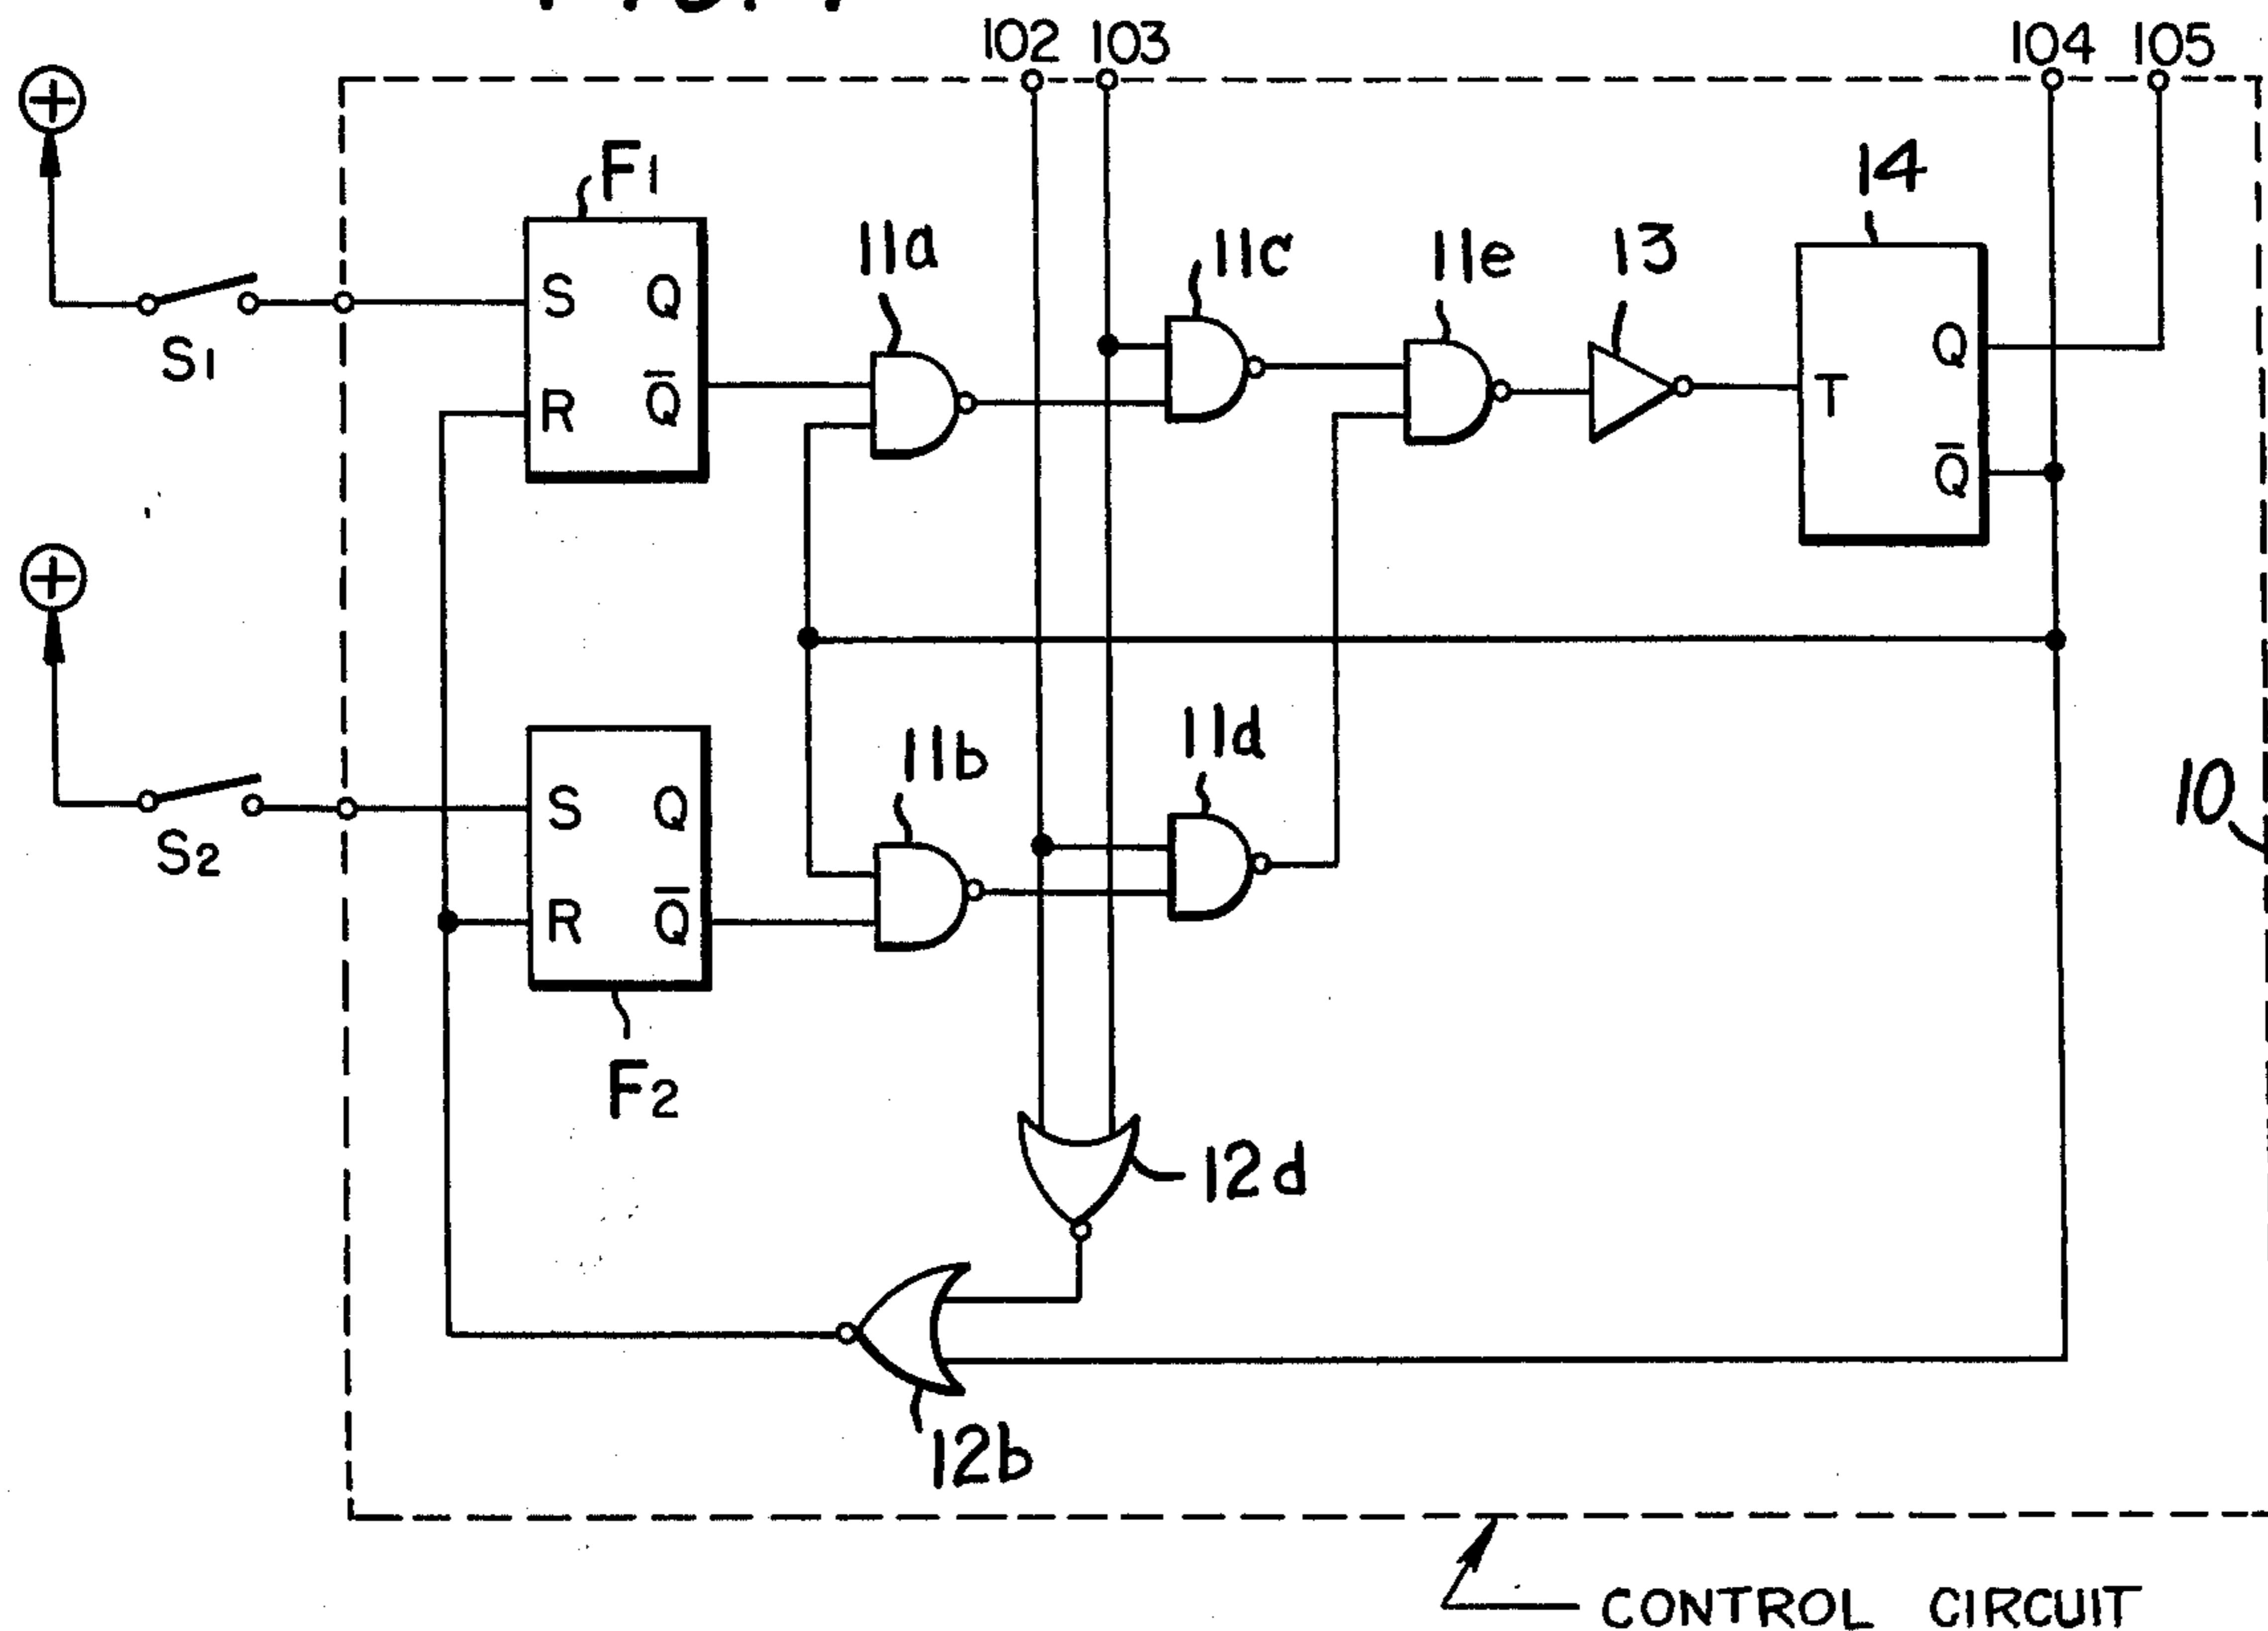 102 103 104 105
F1
14
11a 11c 11e 13
S Q
S1
Q
T
R Q̅
Q̅
11b 11d
10
S Q
S2
R Q̅
F2
12d
12b
CONTROL CIRCUIT